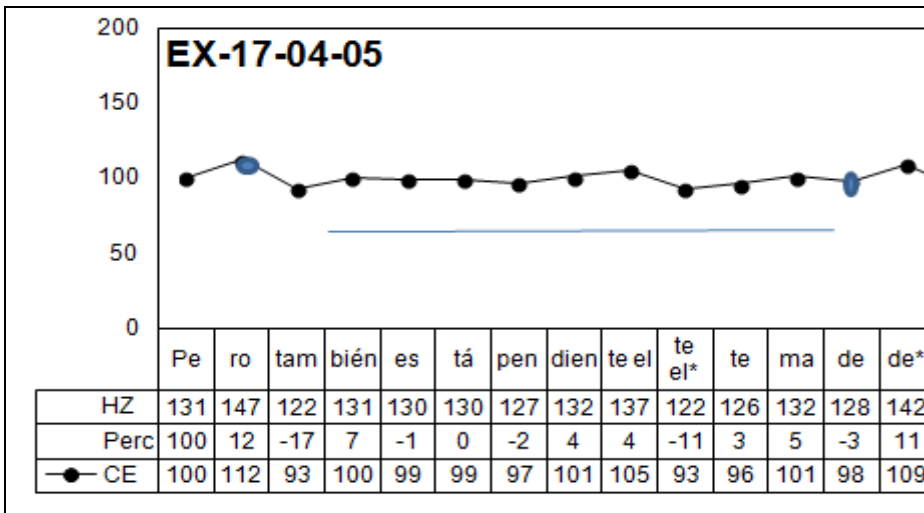 200
EX-17-04-05
150
100
50
0
Pe ro tam bién es tá pen dien te el te el* te ma de de*
HZ 131 147 122 131 130 130 127 132 137 122 126 132 128 142
Perc 100 12 -17 7 -1 0 -2 4 4 -11 3 5 -3 11
CE 100 112 93 100 99 99 97 101 105 93 96 101 98 109